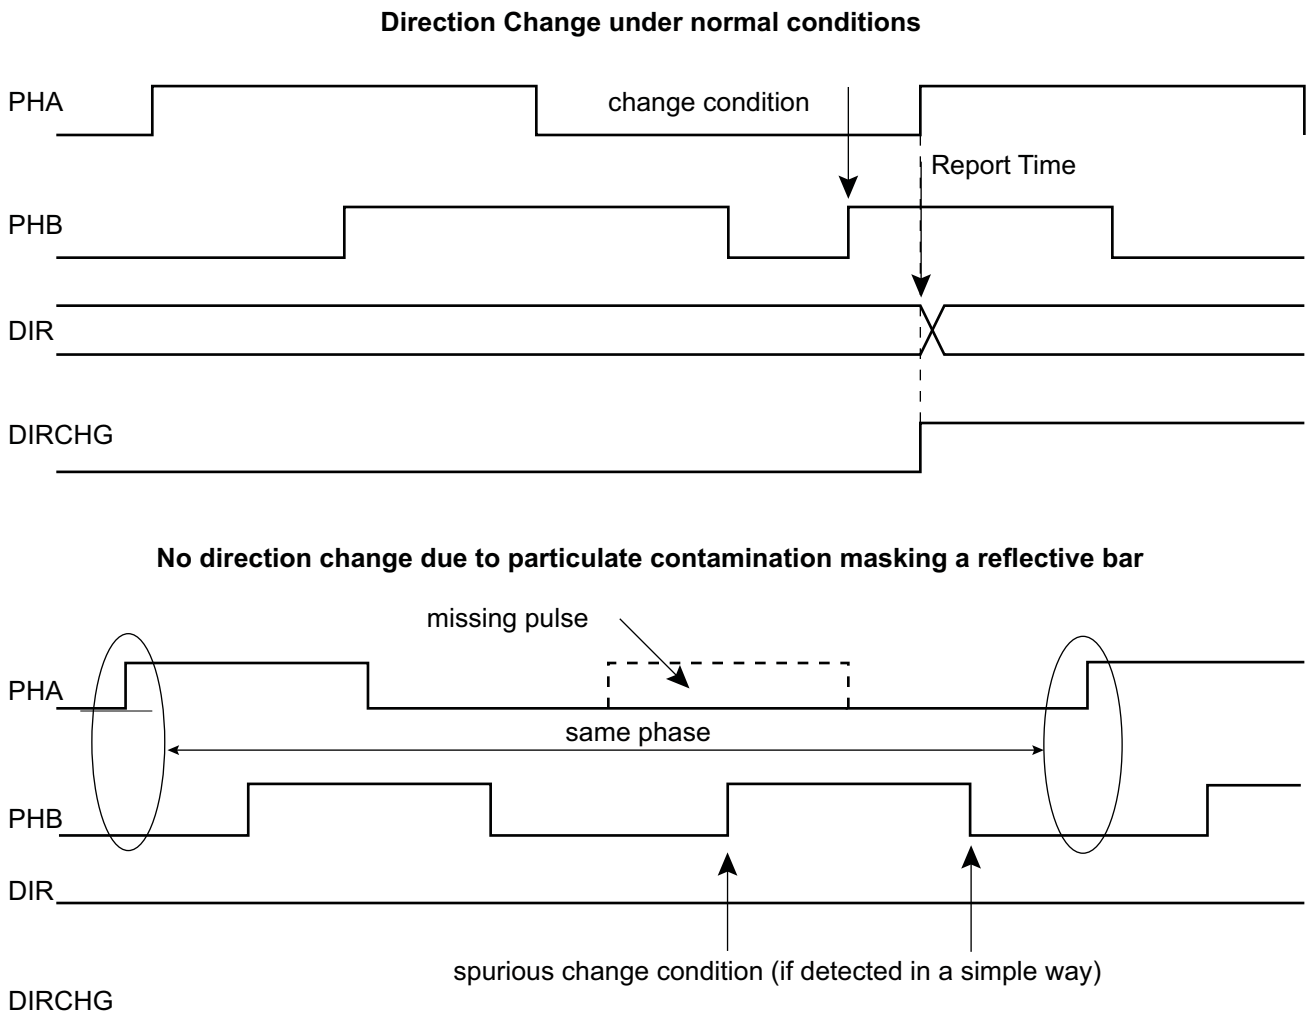 Direction Change under normal conditions
PHA
change condition
Report Time
PHB
DIR
DIRCHG
No direction change due to particulate contamination masking a reflective bar
missing pulse
PHA
same phase
PHB
DIR
spurious change condition (if detected in a simple way)
DIRCHG